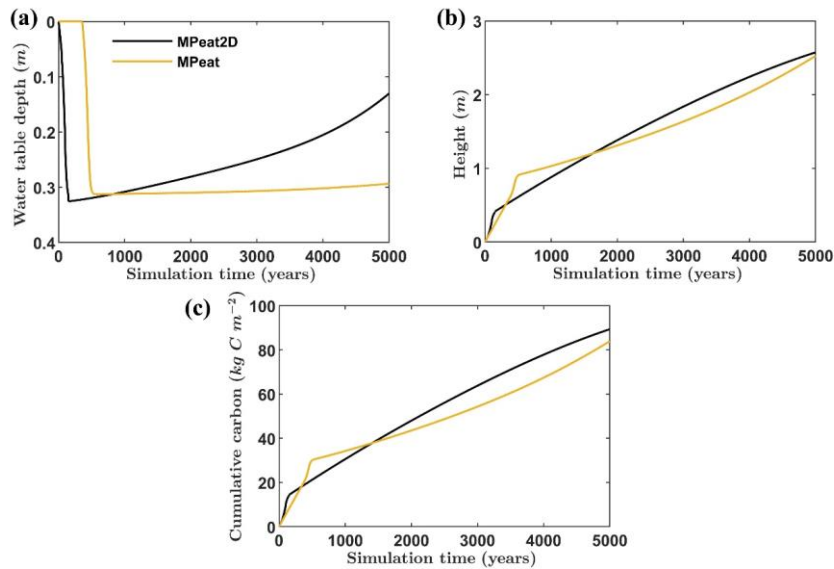 (a)
0
0.1
0.2
0.3
0.4
Water table depth (m)
MPeat2D
MPeat
0 1000 2000 3000 4000 5000
Simulation time (years)
(b)
3
2
1
0
Height (m)
0 1000 2000 3000 4000 5000
Simulation time (years)
(c)
100
80
60
40
20
0
Cumulative carbon (kg C m⁻²)
0 1000 2000 3000 4000 5000
Simulation time (years)